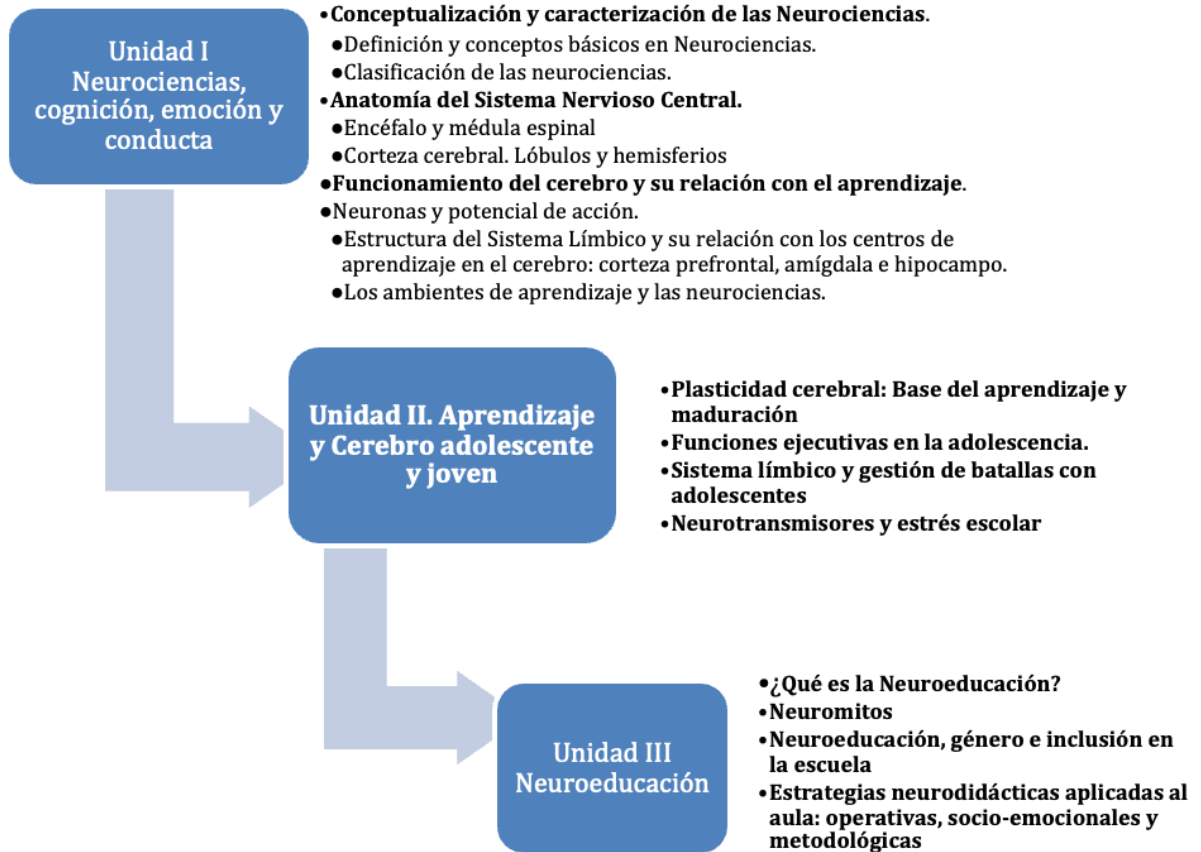 Unidad I
Neurociencias,
cognición, emoción y
conducta
•Conceptualización y caracterización de las Neurociencias.
●Definición y conceptos básicos en Neurociencias.
●Clasificación de las neurociencias.
•Anatomía del Sistema Nervioso Central.
●Encéfalo y médula espinal
●Corteza cerebral. Lóbulos y hemisferios
●Funcionamiento del cerebro y su relación con el aprendizaje.
●Neuronas y potencial de acción.
●Estructura del Sistema Límbico y su relación con los centros de
aprendizaje en el cerebro: corteza prefrontal, amígdala e hipocampo.
●Los ambientes de aprendizaje y las neurociencias.
Unidad II. Aprendizaje
y Cerebro adolescente
y joven
•Plasticidad cerebral: Base del aprendizaje y
maduración
•Funciones ejecutivas en la adolescencia.
•Sistema límbico y gestión de batallas con
adolescentes
•Neurotransmisores y estrés escolar
Unidad III
Neuroeducación
•¿Qué es la Neuroeducación?
•Neuromitos
•Neuroeducación, género e inclusión en
la escuela
•Estrategias neurodidácticas aplicadas al
aula: operativas, socio-emocionales y
metodológicas